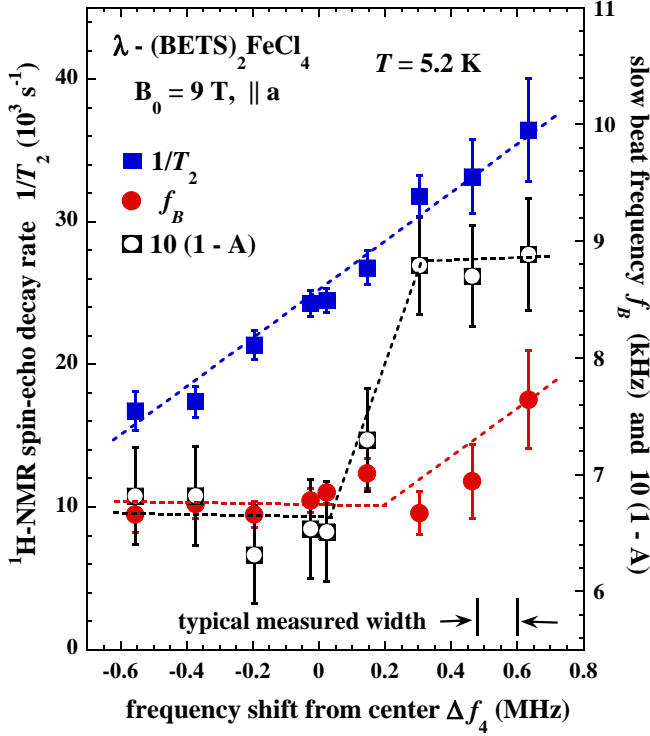 λ - (BETS)₂FeCl₄
B₀ = 9 T, || a
T = 5.2 K
1/T₂
f_B
10 (1 - A)
typical measured width
¹H-NMR spin-echo decay rate 1/T₂ (10³ s⁻¹)
0
10
20
30
40
slow beat frequency f_B (kHz) and 10 (1 - A)
11
10
9
8
7
6
-0.6 -0.4 -0.2 0 0.2 0.4 0.6 0.8
frequency shift from center Δf₄ (MHz)